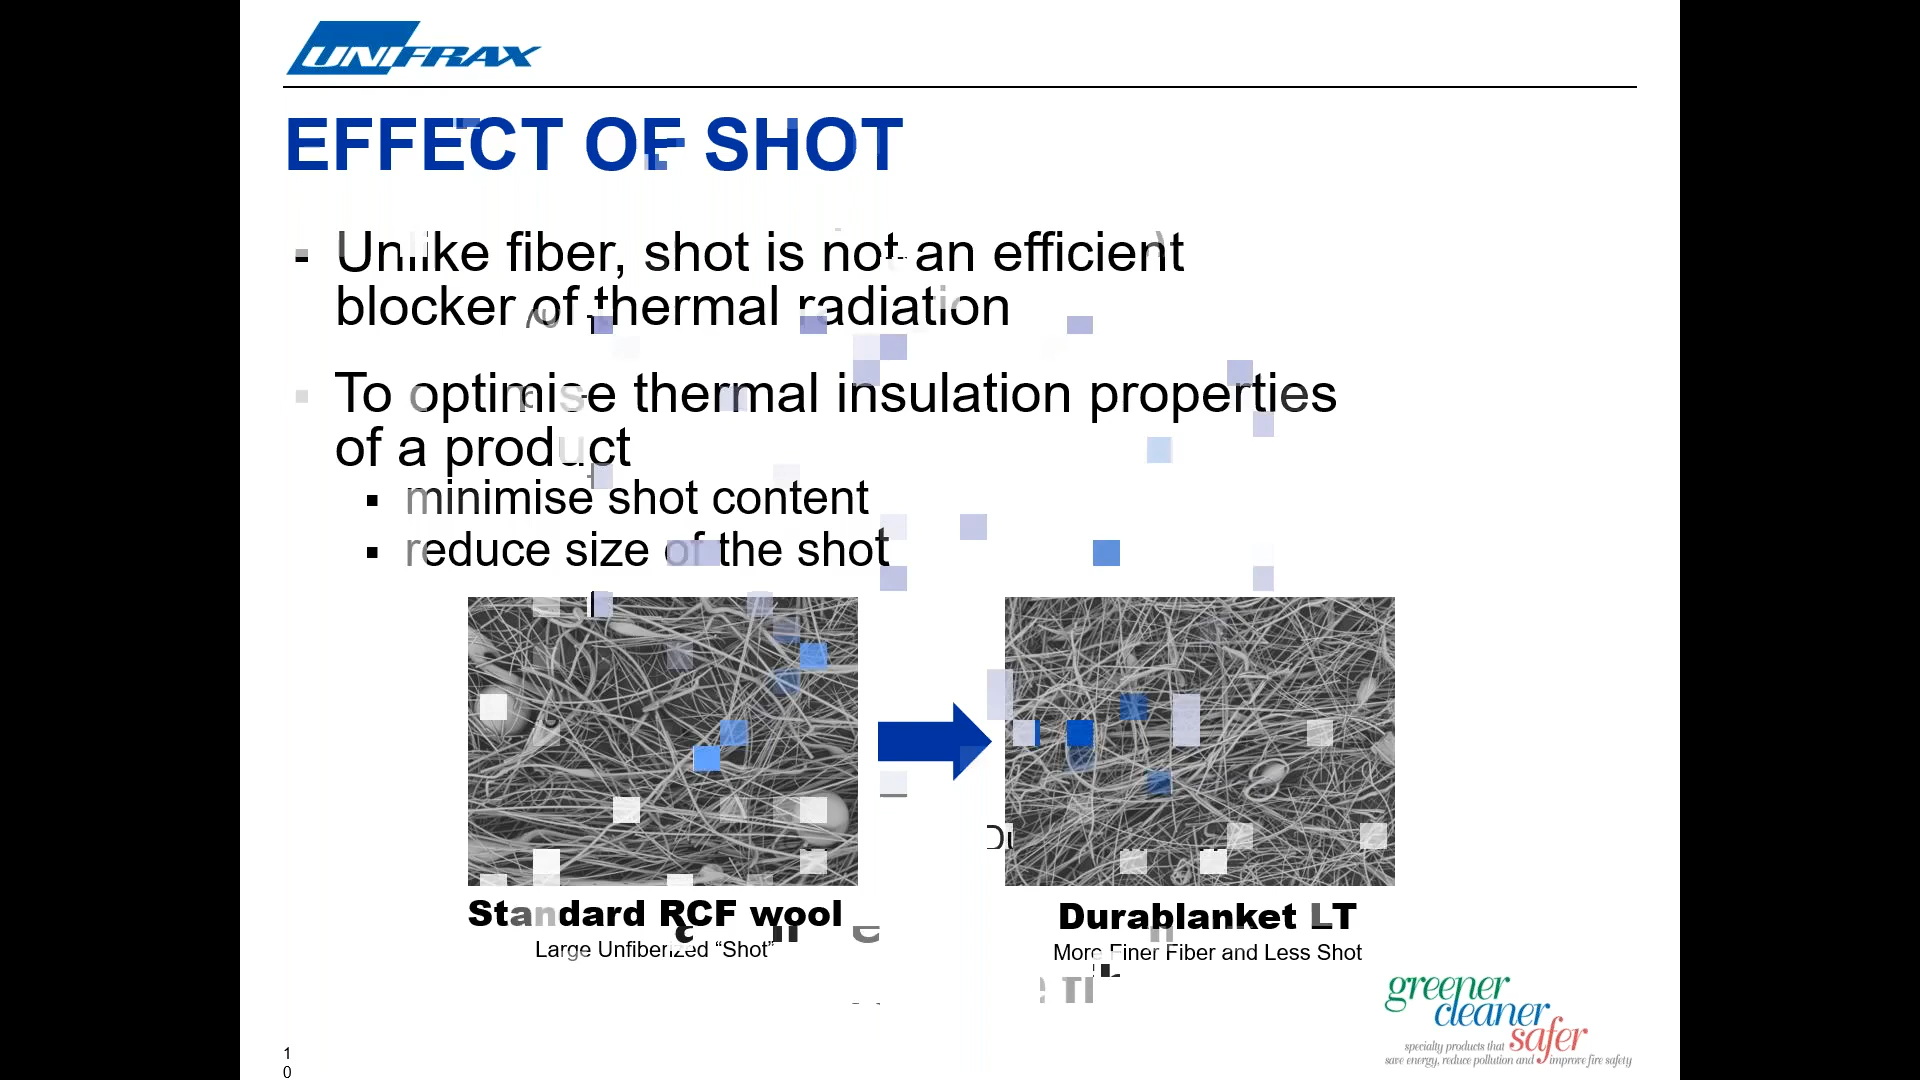 UNIFRAX
EFFECT OF SHOT
- Unlike fiber, shot is not an efficient
blocker of thermal radiation
▪ To optimise thermal insulation properties
of a product
▪ minimise shot content
▪ reduce size of the shot
Standard RCF wool
Large Unfiberized “Shot”
Durablanket LT
More Finer Fiber and Less Shot
greener
cleaner
safer
specialty products that
save energy, reduce pollution and improve fire safety
1
0